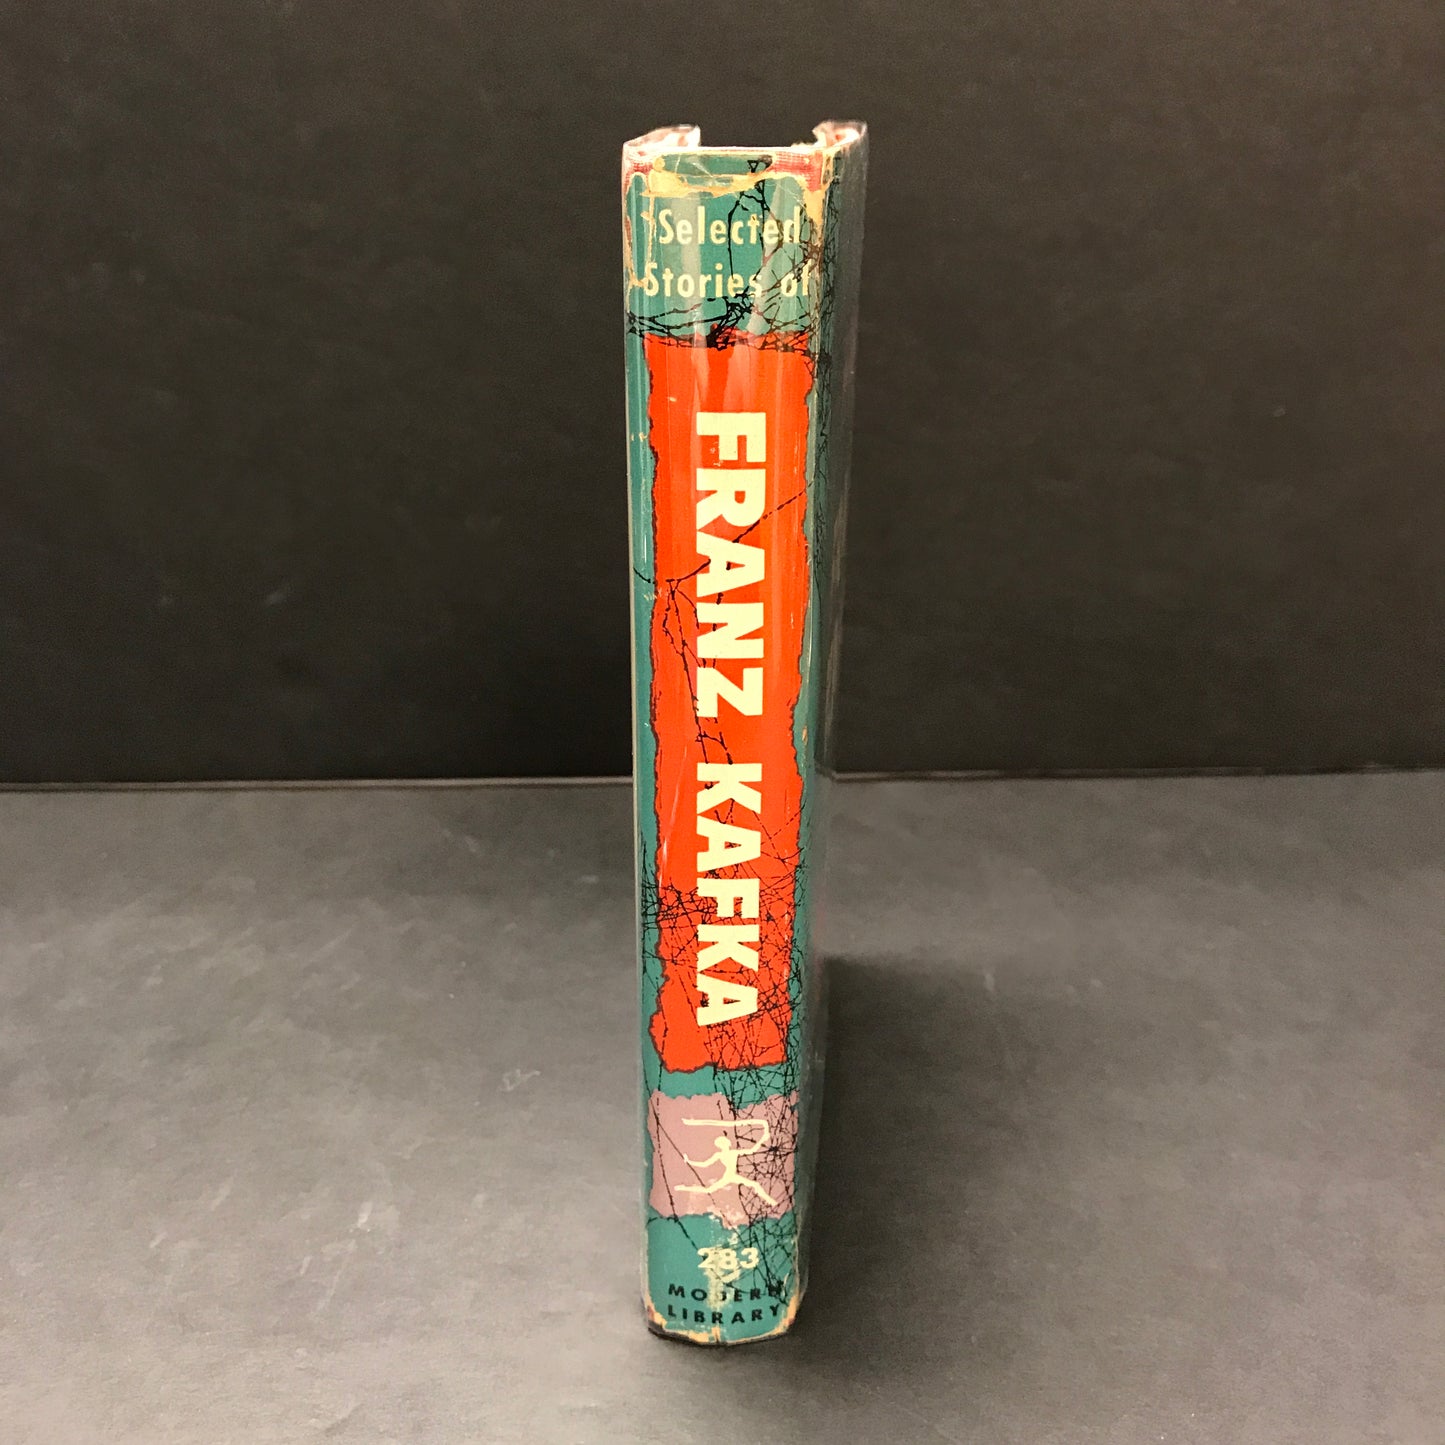 Selected
Stories of
FRANZ KAFKA
283
MODERN
LIBRARY